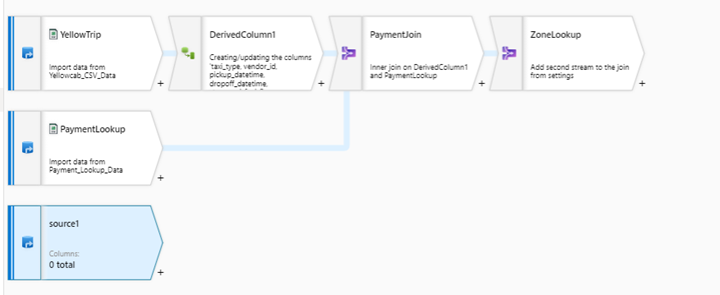 YellowTrip
Import data from
Yellowcab_CSV_Data
+
DerivedColumn1
Creating/updating the columns
'taxi_type, vendor_id,
pickup_datetime,
dropoff_datetime,
+
PaymentJoin
Inner join on DerivedColumn1
and PaymentLookup
+
ZoneLookup
Add second stream to the join
from settings
+
PaymentLookup
Import data from
Payment_Lookup_Data
+
source1
Columns:
0 total
+